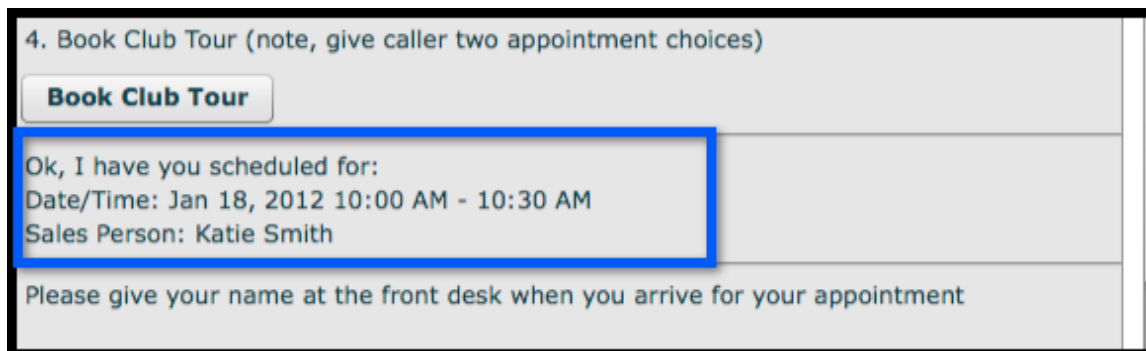 4. Book Club Tour (note, give caller two appointment choices)
Book Club Tour
Ok, I have you scheduled for:
Date/Time: Jan 18, 2012 10:00 AM - 10:30 AM
Sales Person: Katie Smith
Please give your name at the front desk when you arrive for your appointment